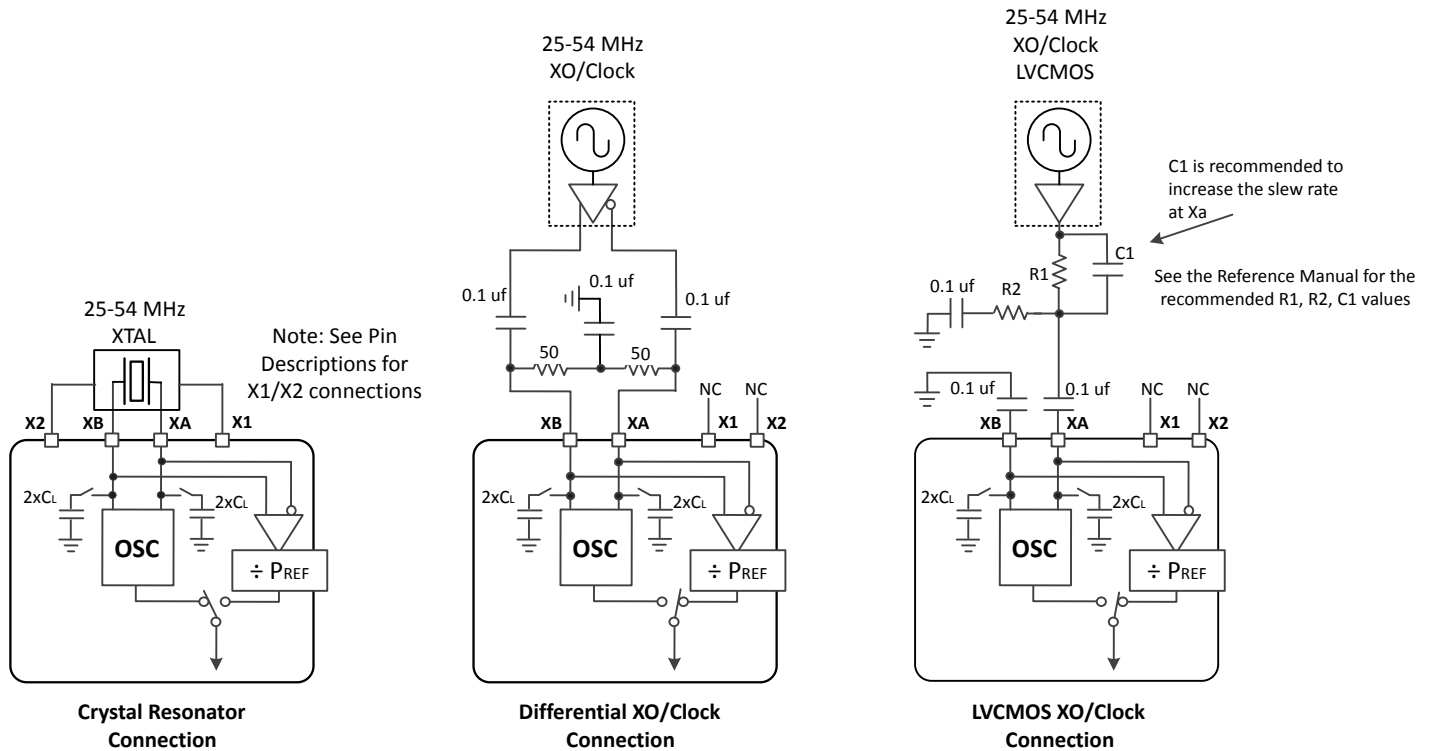 25-54 MHz
XTAL
Note: See Pin
Descriptions for
X1/X2 connections
X2
XB
XA
X1
2xCL
2xCL
OSC
÷ PREF
Crystal Resonator
Connection
25-54 MHz
XO/Clock
0.1 uf
0.1 uf
0.1 uf
50
50
NC
NC
XB
XA
X1
X2
2xCL
2xCL
OSC
÷ PREF
Differential XO/Clock
Connection
25-54 MHz
XO/Clock
LVCMOS
C1 is recommended to
increase the slew rate
at Xa
C1
R1
See the Reference Manual for the
recommended R1, R2, C1 values
0.1 uf
R2
0.1 uf
0.1 uf
NC
NC
XB
XA
X1
X2
2xCL
2xCL
OSC
÷ PREF
LVCMOS XO/Clock
Connection